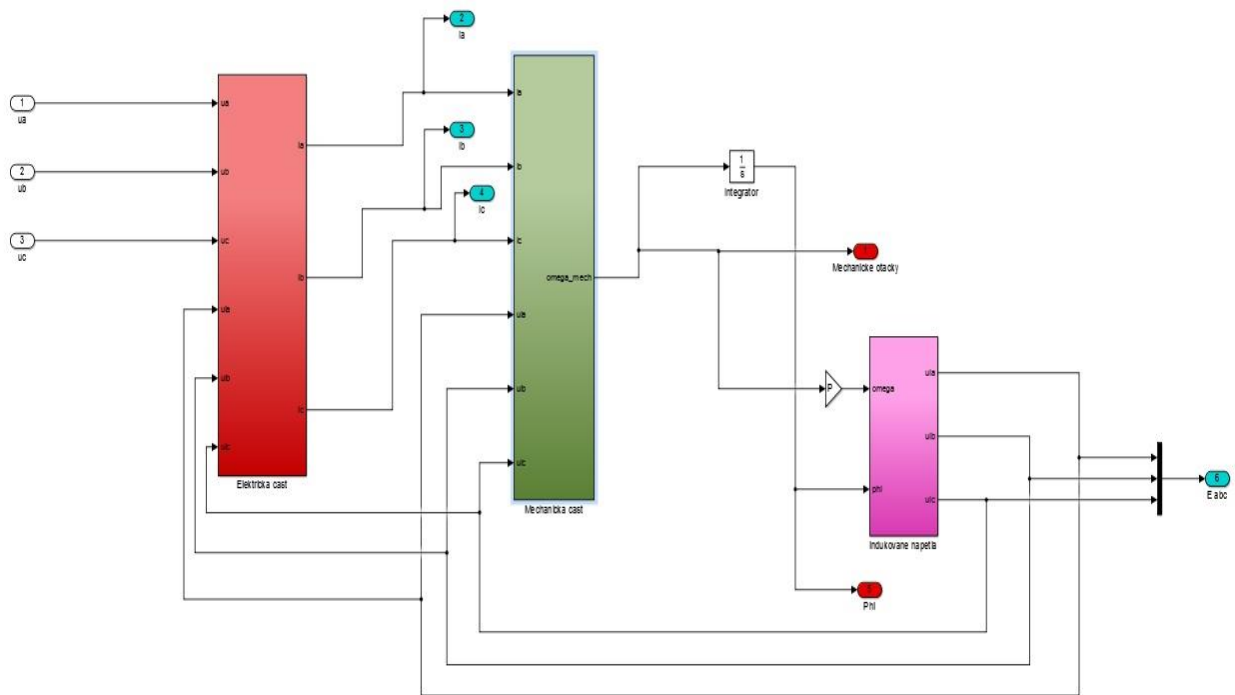 2
Ia
1
ua
ua
Ia
Ia
3
Ib
2
ub
ub
Ib
Ib
4
Ic
3
uc
uc
Ic
omega_mech
1
s
Integrator
Mechanicke otacky
uia
uib
uic
Ic
Elektricka cast
uia
uib
uic
Mechanicka cast
P
omega
phi
uia
uib
uic
Indukovane napetia
6
E abc
5
Phi